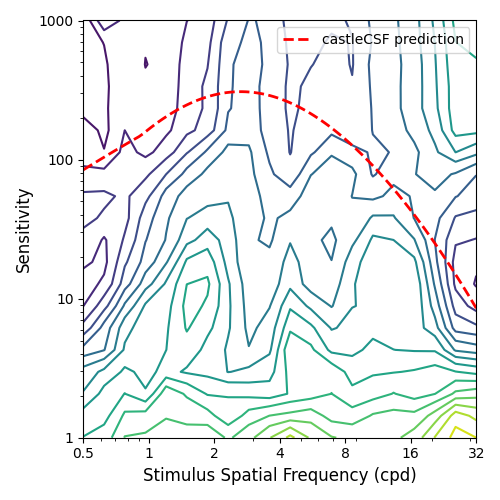 1000
castleCSF prediction
100
Sensitivity
10
1
0.5 1 2 4 8 16 32
Stimulus Spatial Frequency (cpd)